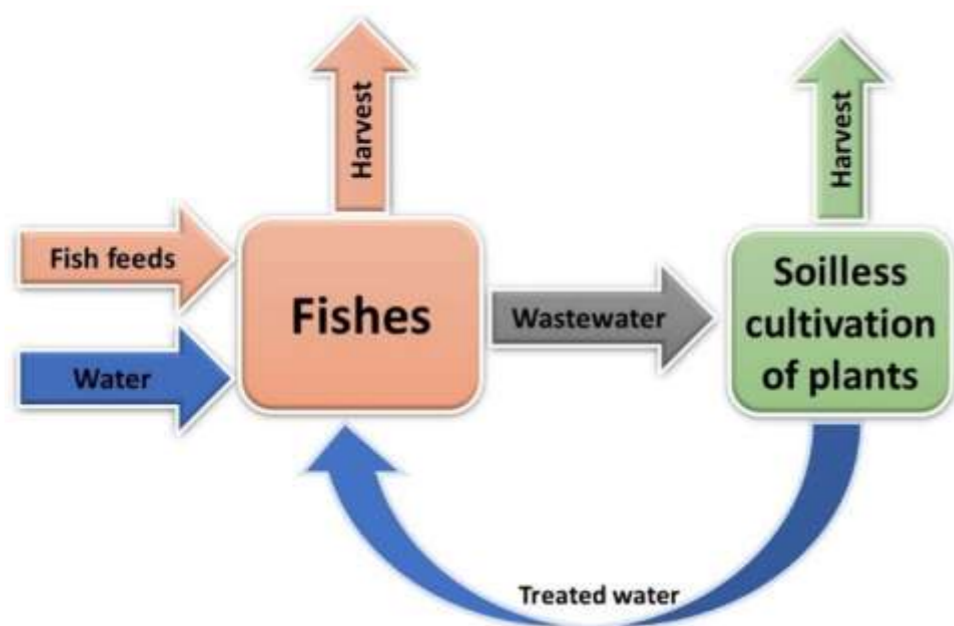 Harvest
Harvest
Fish feeds
Water
Fishes
Wastewater
Soilless
cultivation
of plants
Treated water